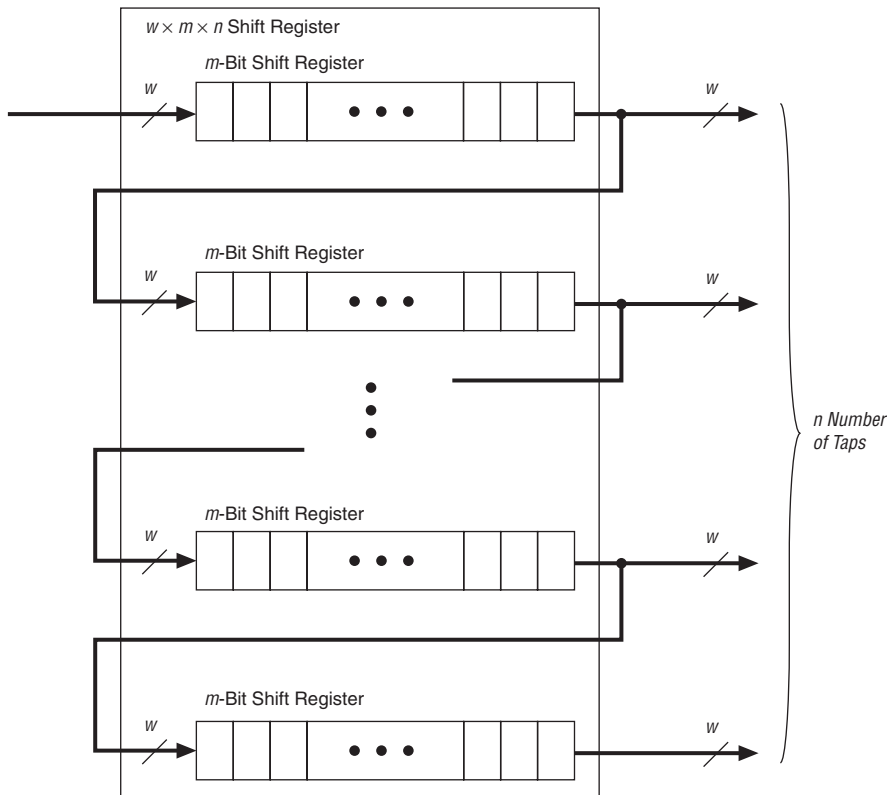 w × m × n Shift Register
m-Bit Shift Register
w
w
m-Bit Shift Register
w
w
n Number
of Taps
m-Bit Shift Register
w
w
m-Bit Shift Register
w
w